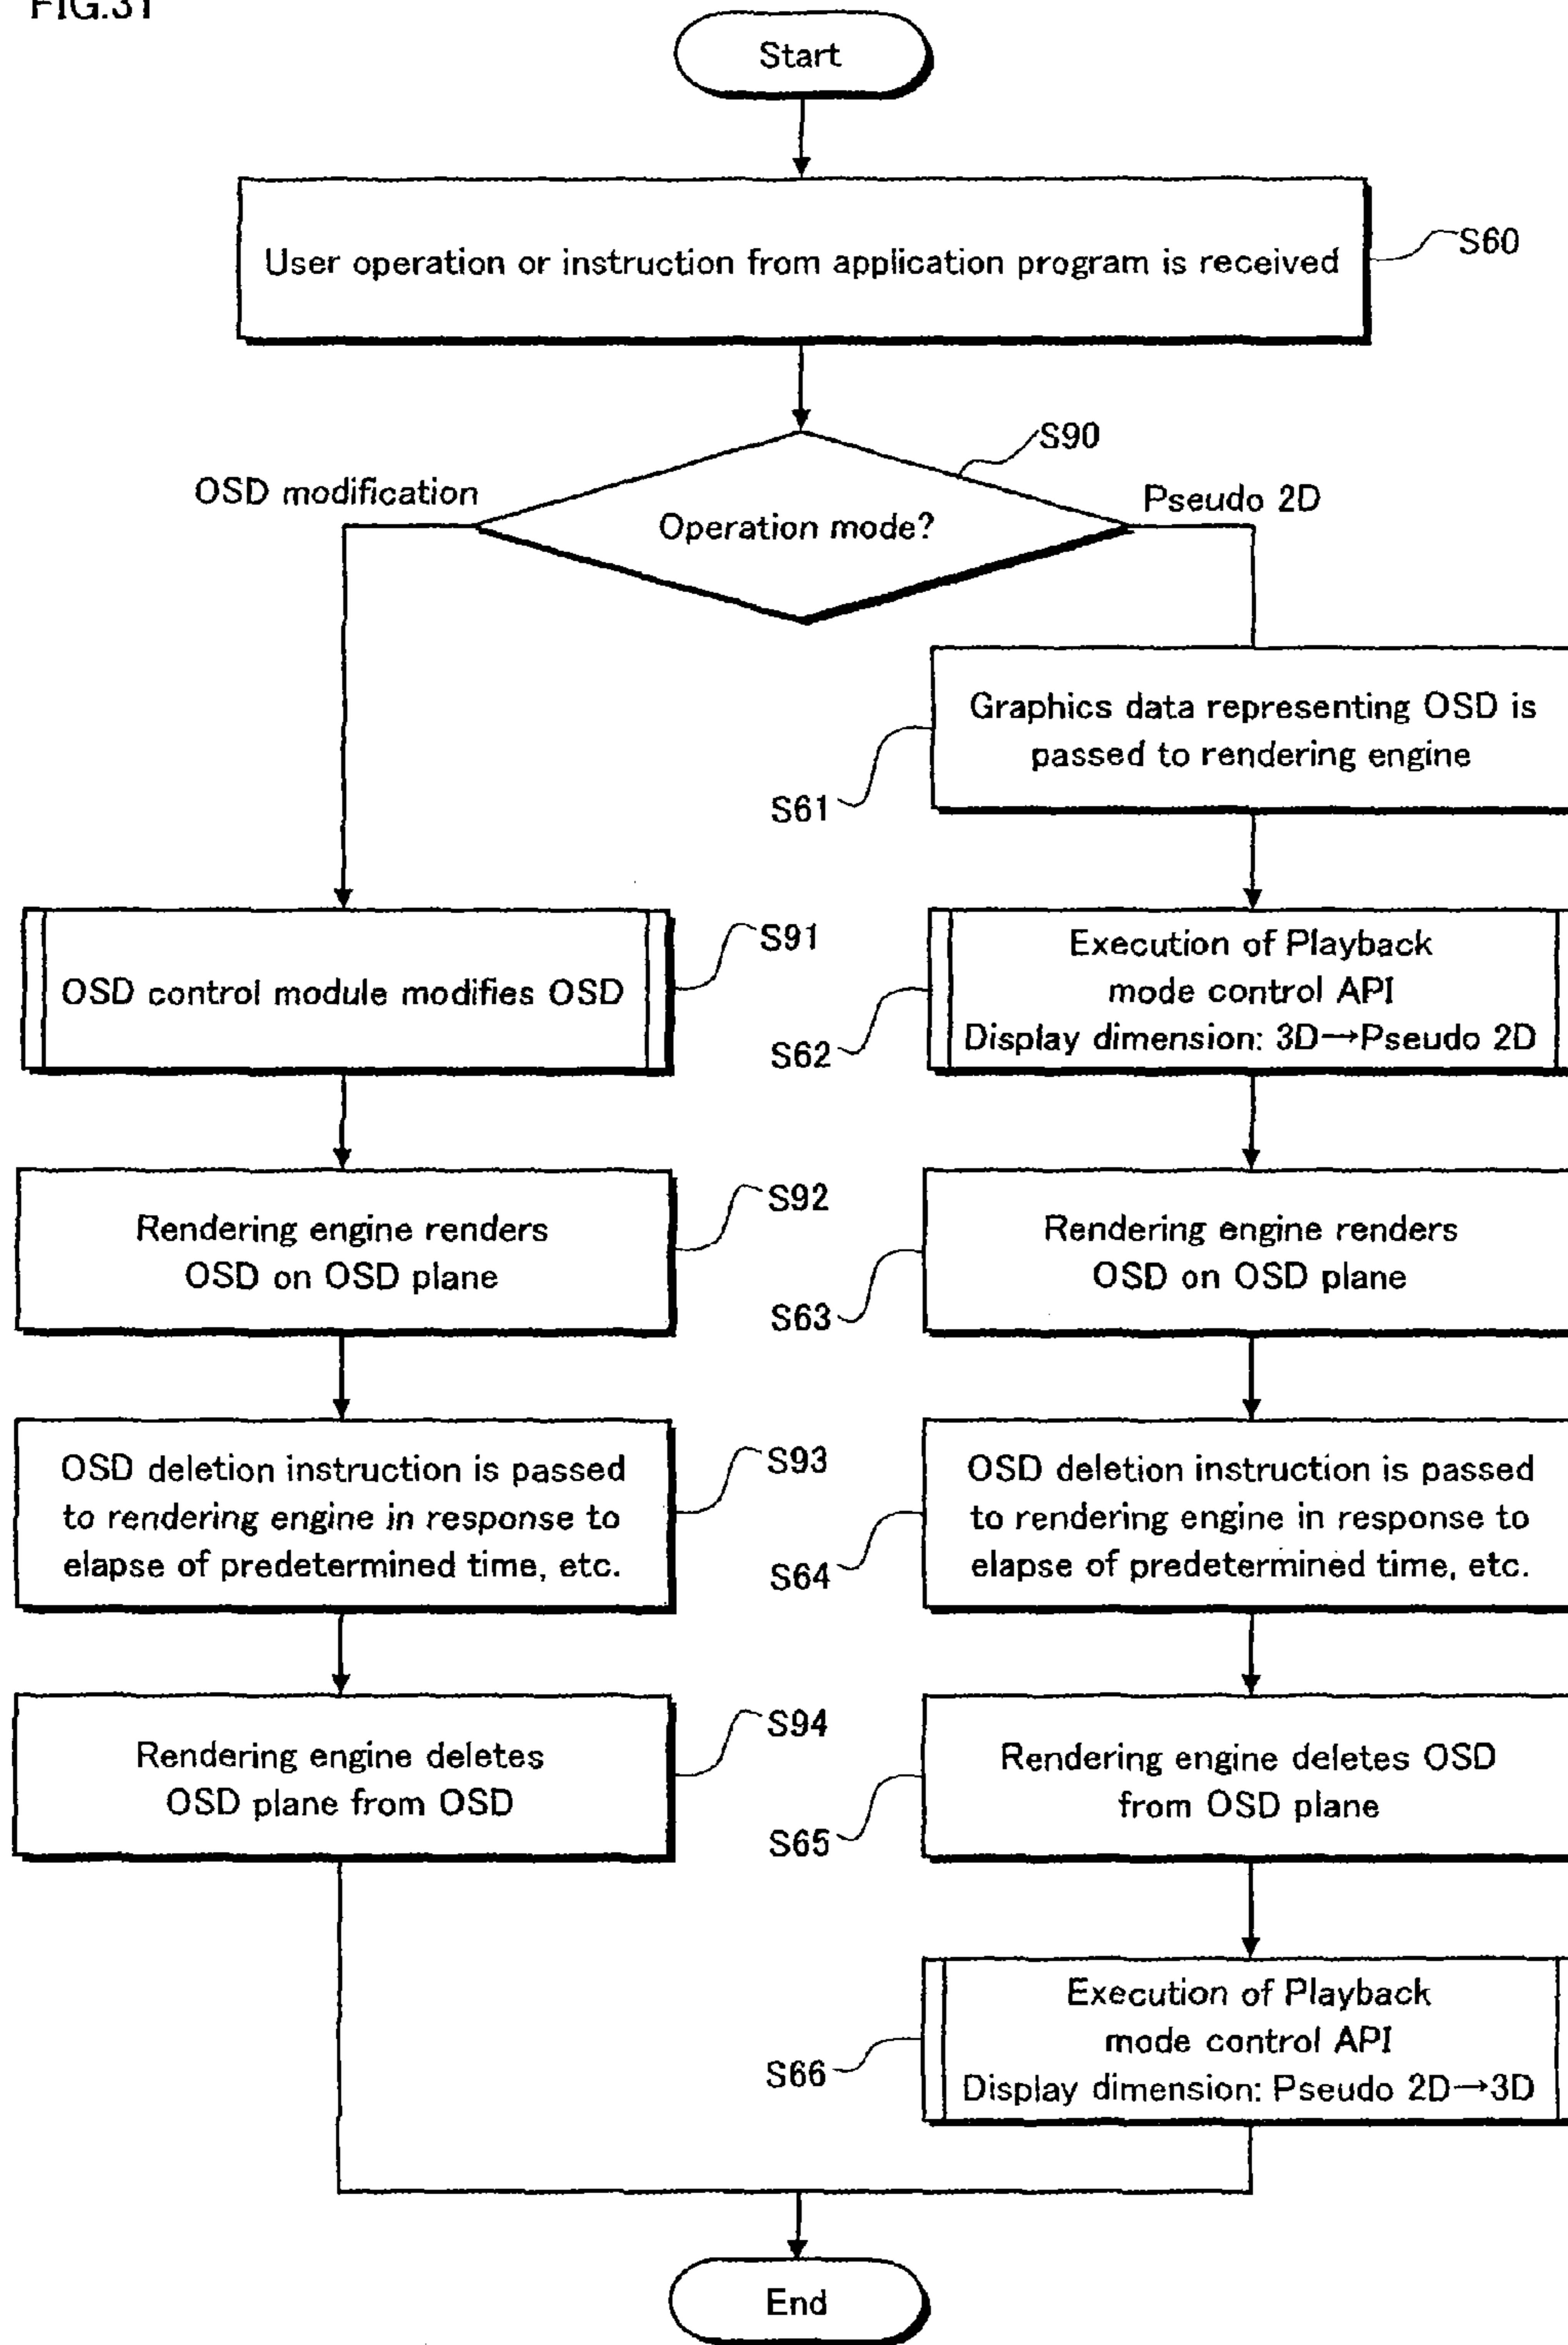 FIG.31
Start
User operation or instruction from application program is received
S60
S90
OSD modification
Operation mode?
Pseudo 2D
Graphics data representing OSD is
passed to rendering engine
S61
OSD control module modifies OSD
S91
Execution of Playback
mode control API
Display dimension: 3D→Pseudo 2D
S62
Rendering engine renders
OSD on OSD plane
S92
Rendering engine renders
OSD on OSD plane
S63
OSD deletion instruction is passed
to rendering engine in response to
elapse of predetermined time, etc.
S93
OSD deletion instruction is passed
to rendering engine in response to
elapse of predetermined time, etc.
S64
Rendering engine deletes
OSD plane from OSD
S94
Rendering engine deletes OSD
from OSD plane
S65
Execution of Playback
mode control API
Display dimension: Pseudo 2D→3D
S66
End